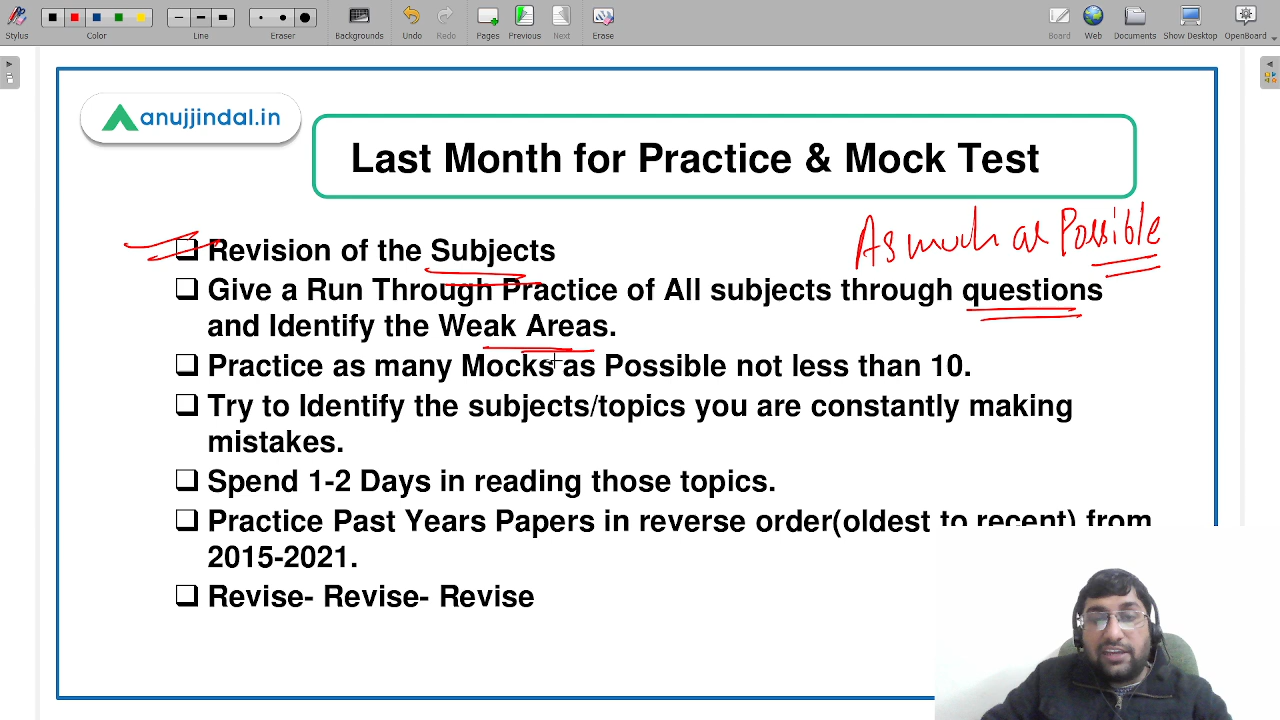 Stylus
Color
Line
Eraser
Backgrounds
Undo
Redo
Pages
Previous
Next
Erase
Board
Web
Documents
Show Desktop
OpenBoard
anujjindal.in
Last Month for Practice & Mock Test
As much as Possible
Revision of the Subjects
Give a Run Through Practice of All subjects through questions
and Identify the Weak Areas.
Practice as many Mocks as Possible not less than 10.
Try to Identify the subjects/topics you are constantly making
mistakes.
Spend 1-2 Days in reading those topics.
Practice Past Years Papers in reverse order(oldest to recent) from
2015-2021.
Revise- Revise- Revise